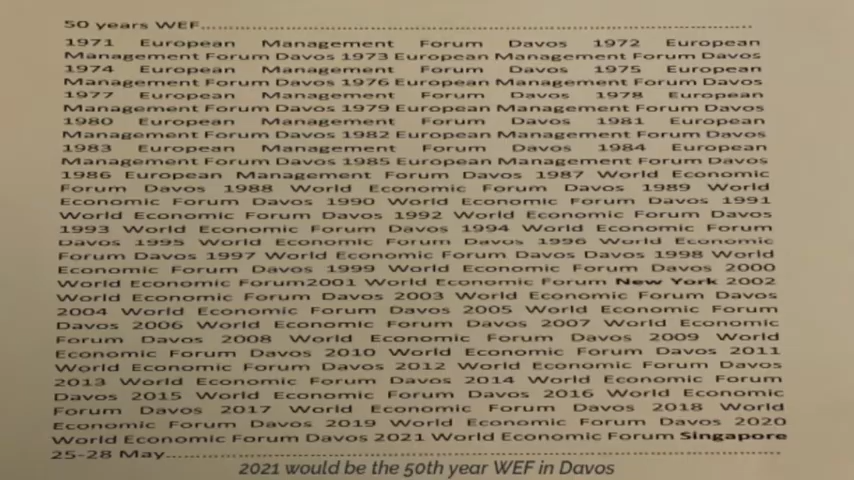 50 years WEF....................................................................................................
1971 European Management Forum Davos 1972 European
Management Forum Davos 1973 European Management Forum Davos
1974 European Management Forum Davos 1975 European
Management Forum Davos 1976 European Management Forum Davos
1977 European Management Forum Davos 1978 European
Management Forum Davos 1979 European Management Forum Davos
1980 European Management Forum Davos 1981 European
Management Forum Davos 1982 European Management Forum Davos
1983 European Management Forum Davos 1984 European
Management Forum Davos 1985 European Management Forum Davos
1986 European Management Forum Davos 1987 World Economic
Forum Davos 1988 World Economic Forum Davos 1989 World
Economic Forum Davos 1990 World Economic Forum Davos 1991
World Economic Forum Davos 1992 World Economic Forum Davos
1993 World Economic Forum Davos 1994 World Economic Forum
Davos 1995 World Economic Forum Davos 1996 World Economic
Forum Davos 1997 World Economic Forum Davos Davos 1998 World
Economic Forum Davos 1999 World Economic Forum Davos 2000
World Economic Forum2001 World Economic Forum New York 2002
World Economic Forum Davos 2003 World Economic Forum Davos
2004 World Economic Forum Davos 2005 World Economic Forum
Davos 2006 World Economic Forum Davos 2007 World Economic
Forum Davos 2008 World Economic Forum Davos 2009 World
Economic Forum Davos 2010 World Economic Forum Davos 2011
World Economic Forum Davos 2012 World Economic Forum Davos
2013 World Economic Forum Davos 2014 World Economic Forum
Davos 2015 World Economic Forum Davos 2016 World Economic
Forum Davos 2017 World Economic Forum Davos 2018 World
Economic Forum Davos 2019 World Economic Forum Davos 2020
World Economic Forum Davos 2021 World Economic Forum Singapore
25-28 May....................................................................................................
2021 would be the 50th year WEF in Davos